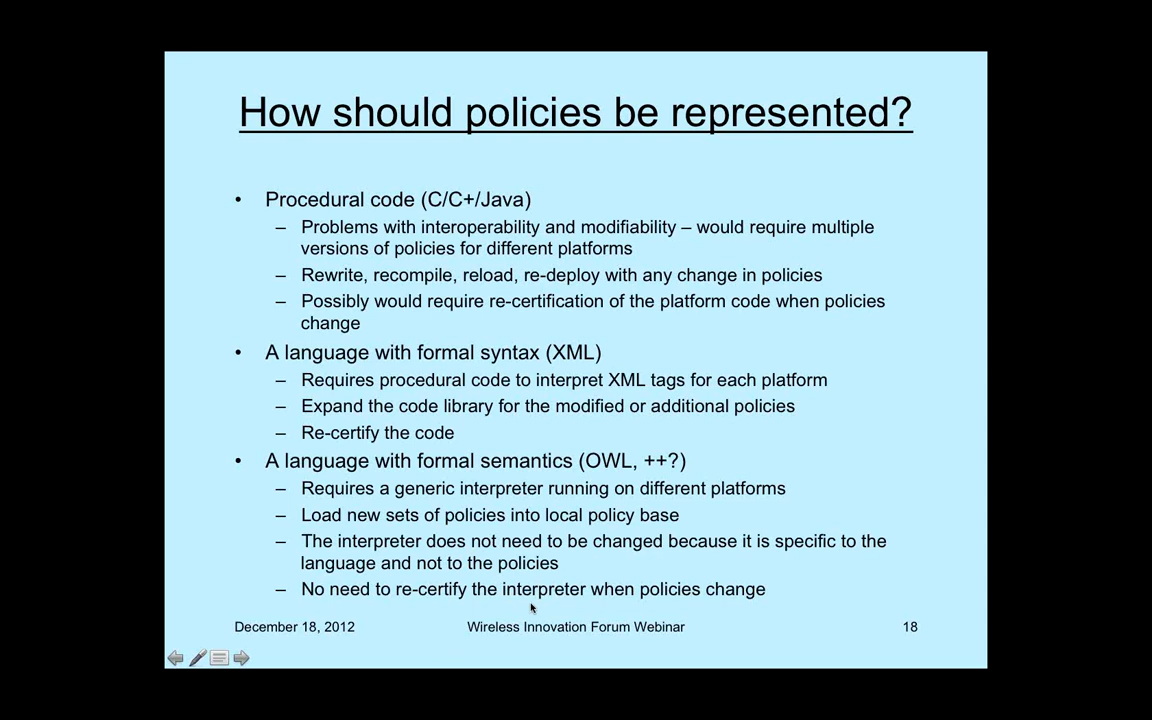 How should policies be represented?
• Procedural code (C/C+/Java)
– Problems with interoperability and modifiability – would require multiple
versions of policies for different platforms
– Rewrite, recompile, reload, re-deploy with any change in policies
– Possibly would require re-certification of the platform code when policies
change
• A language with formal syntax (XML)
– Requires procedural code to interpret XML tags for each platform
– Expand the code library for the modified or additional policies
– Re-certify the code
• A language with formal semantics (OWL, ++?)
– Requires a generic interpreter running on different platforms
– Load new sets of policies into local policy base
– The interpreter does not need to be changed because it is specific to the
language and not to the policies
– No need to re-certify the interpreter when policies change
December 18, 2012 Wireless Innovation Forum Webinar 18